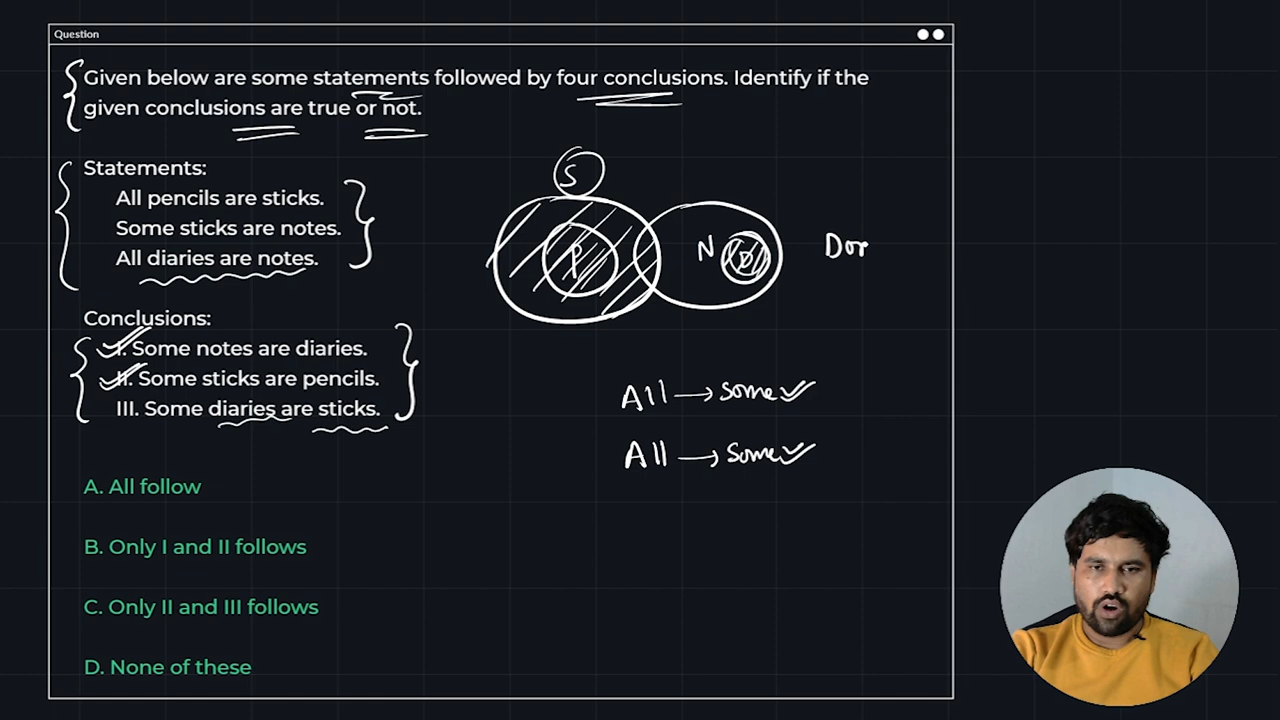 Question
Given below are some statements followed by four conclusions. Identify if the
given conclusions are true or not.
Statements:
All pencils are sticks.
Some sticks are notes.
All diaries are notes.
Conclusions:
I. Some notes are diaries.
II. Some sticks are pencils.
III. Some diaries are sticks.
A. All follow
B. Only I and II follows
C. Only II and III follows
D. None of these
S
P
N
D
Dor
All → some
All → Some